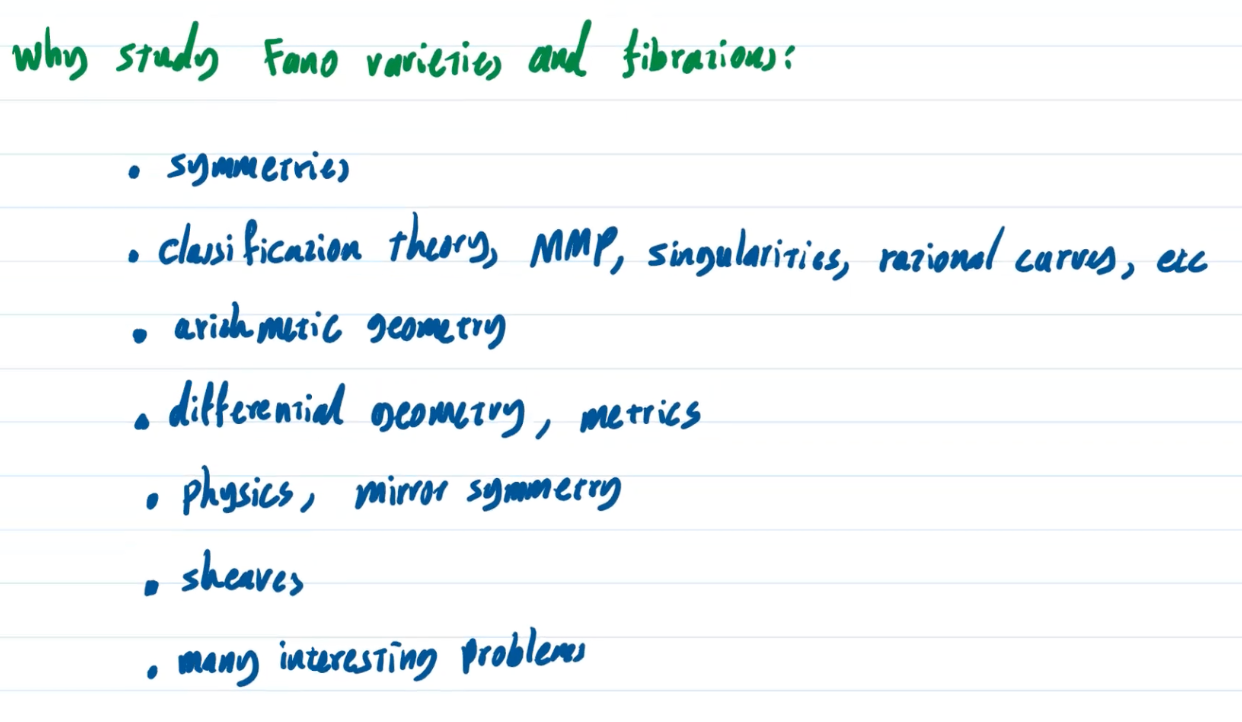 Why study Fano varieties and fibrations:
• symmetries
• classification theory, MMP, singularities, rational curves, etc
• arithmetic geometry
• differential geometry, metrics
• physics, mirror symmetry
• sheaves
• many interesting problems